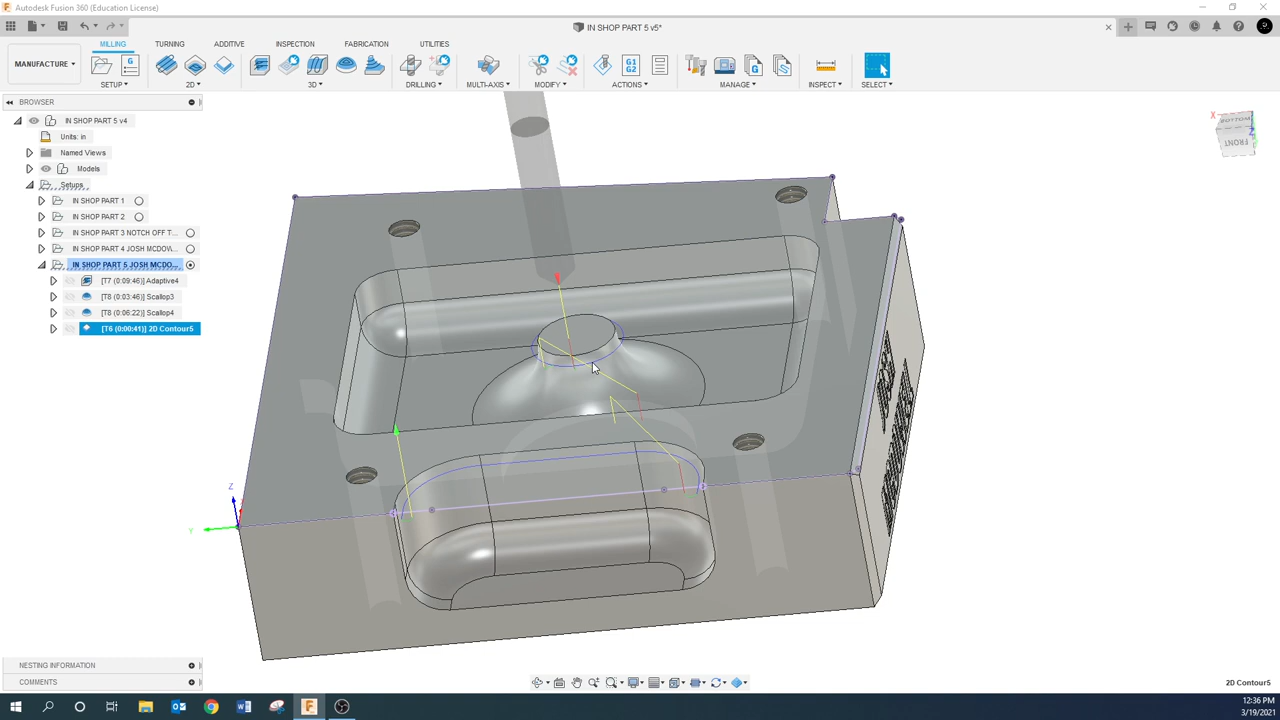 Autodesk Fusion 360 (Education License)
IN SHOP PART 5 v5*
MILLING TURNING ADDITIVE INSPECTION FABRICATION UTILITIES
MANUFACTURE
G
G1
G2
G
SETUP 2D 3D DRILLING MULTI-AXIS MODIFY ACTIONS MANAGE INSPECT SELECT
BROWSER
IN SHOP PART 5 v4
Units: in
Named Views
Models
Setups
IN SHOP PART 1
IN SHOP PART 2
IN SHOP PART 3 NOTCH OFF T...
IN SHOP PART 4 JOSH MCDOW...
IN SHOP PART 5 JOSH MCDO...
[T7 (0:09:46)] Adaptive4
[T8 (0:03:46)] Scallop3
[T8 (0:06:22)] Scallop4
[T6 (0:00:41)] 2D Contour5
X
BOTTOM
Z
FRONT
Z
Y
NESTING INFORMATION
COMMENTS
2D Contour5
12:36 PM
3/19/2021